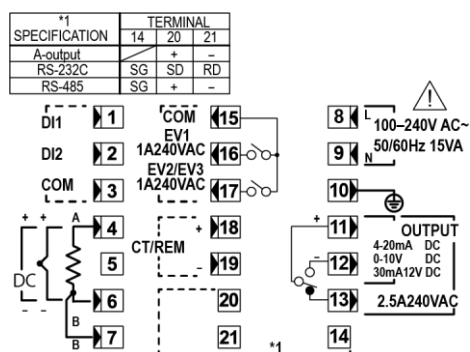 *1 TERMINAL
SPECIFICATION 14 20 21
A-output + –
RS-232C SG SD RD
RS-485 SG + –
DI1 1
DI2 2
COM 3
+ + A 4
5
DC
6
– – B
B 7
COM 15
EV1
1A240VAC 16
EV2/EV3
1A240VAC 17
+ 18
CT/REM
– 19
20
21
*1
8 L
100–240V AC~
9 N 50/60Hz 15VA
10
+ 11 OUTPUT
4-20mA DC
– 12 0-10V DC
30mA12V DC
13 2.5A240VAC
14